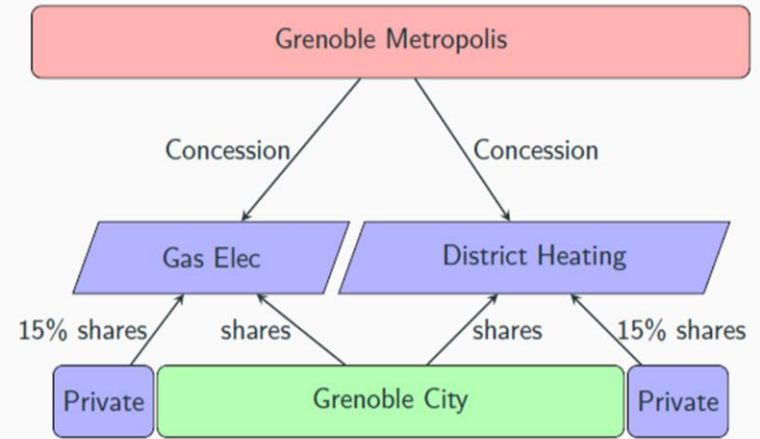 Grenoble Metropolis
Concession
Concession
Gas Elec
District Heating
15% shares
shares
shares
15% shares
Private
Grenoble City
Private